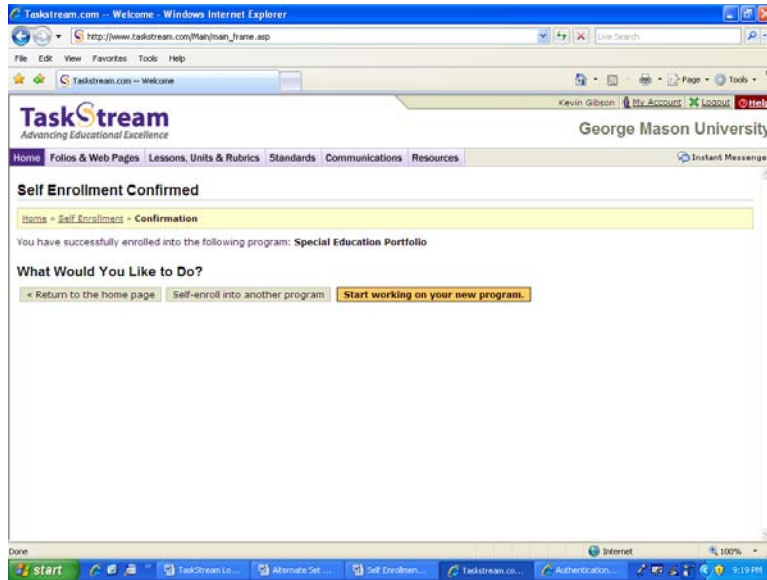 Taskstream.com -- Welcome - Windows Internet Explorer
http://www.taskstream.com/Main/main_frame.asp
Live Search
File Edit View Favorites Tools Help
Taskstream.com -- Welcome
Page Tools
Kevin Gibson My Account Logout Help
TaskStream
Advancing Educational Excellence
George Mason University
Home Folios & Web Pages Lessons, Units & Rubrics Standards Communications Resources
Instant Messenge
Self Enrollment Confirmed
Home » Self Enrollment » Confirmation
You have successfully enrolled into the following program: Special Education Portfolio
What Would You Like to Do?
« Return to the home page Self-enroll into another program Start working on your new program.
Done Internet 100%
start TaskStream Lo... Alternate Set ... Self Enrollmen... Taskstream.co... Authentication... 9:19 PM